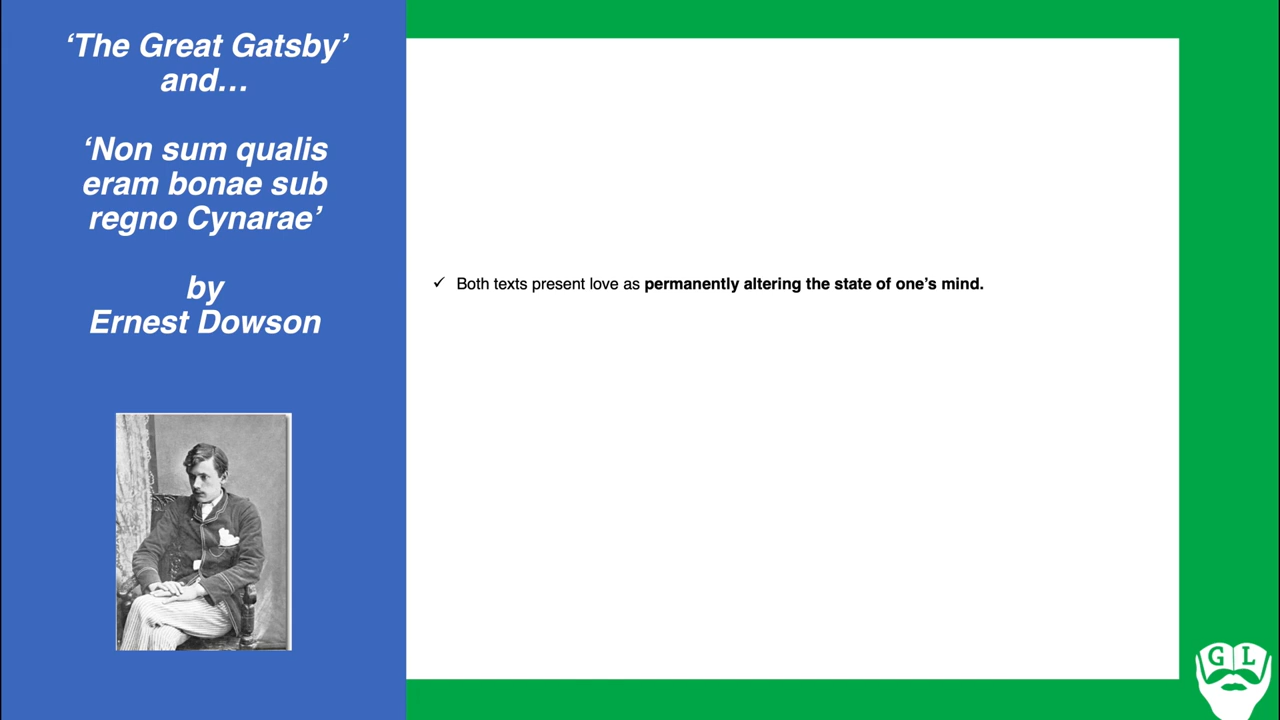 ‘The Great Gatsby’
and…
‘Non sum qualis
eram bonae sub
regno Cynarae’
by
Ernest Dowson
✓ Both texts present love as permanently altering the state of one’s mind.
G L